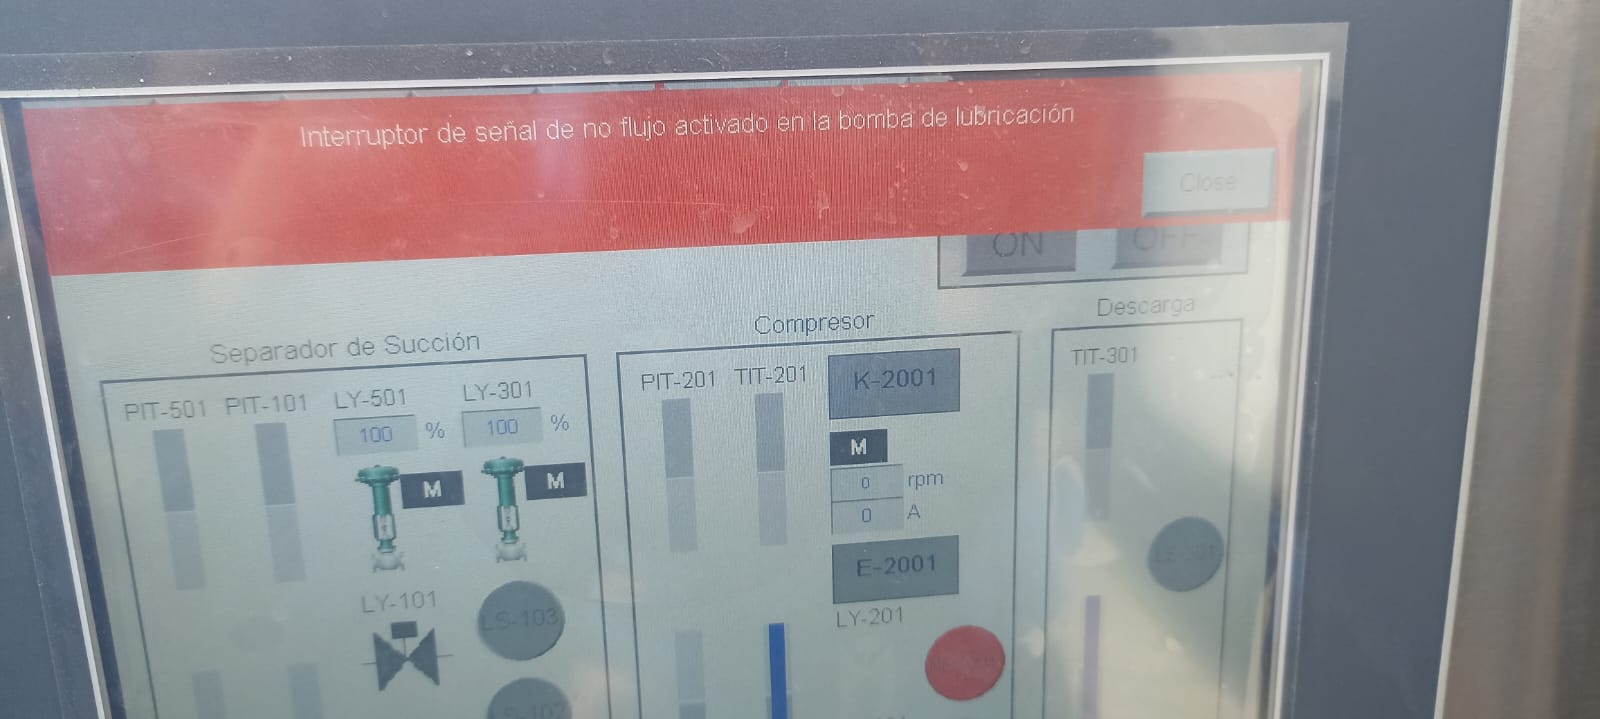 Interruptor de señal de no flujo activado en la bomba de lubricación
Close
ON OFF
Separador de Succión
Compresor
Descarga
PIT-501 PIT-101 LY-501 LY-301
100 % 100 %
M M
LY-101
LS-103
LS-102
PIT-201 TIT-201 K-2001
M
0 rpm
0 A
E-2001
LY-201
TIT-301